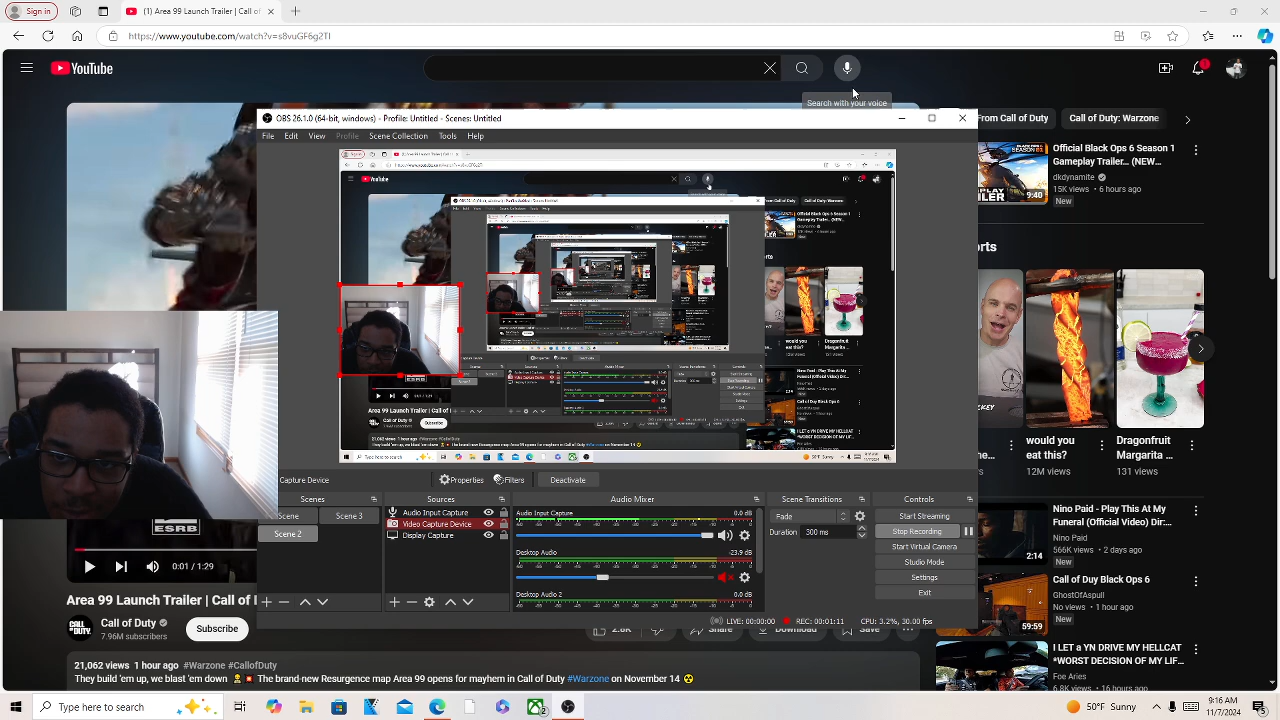 Sign in
(1) Area 99 Launch Trailer | Call of
https://www.youtube.com/watch?v=s8vuGF6g2TI
YouTube
Search with your voice
From Call of Duty
Call of Duty: Warzone
OBS 26.1.0 (64-bit, windows) - Profile: Untitled - Scenes: Untitled
File Edit View Profile Scene Collection Tools Help
Official Black Ops 6 Season 1
Gameplay Trailer... (NEW...
dkdynamite
15K views • 6 hours ago
New
9:40
orts
would you
eat this?
12M views
Dragonfruit
Margarita ...
131 views
Nino Paid - Play This At My
Funeral (Official Video) Dir:...
Nino Paid
566K views • 2 days ago
New
2:14
Call of Duy Black Ops 6
GhostOfAspull
No views • 1 hour ago
New
59:59
I LET a YN DRIVE MY HELLCAT
*WORST DECISION OF MY LIF...
Foe Aries
6.8K views • 16 hours ago
Capture Device
Properties
Filters
Deactivate
Scenes
Scene
Scene 3
Scene 2
Sources
Audio Input Capture
Video Capture Device
Display Capture
Audio Mixer
Audio Input Capture 0.0 dB
Desktop Audio -23.9 dB
Desktop Audio 2 0.0 dB
Scene Transitions
Fade
Duration 300 ms
Controls
Start Streaming
Stop Recording
Start Virtual Camera
Studio Mode
Settings
Exit
LIVE: 00:00:00 REC: 00:01:11 CPU: 3.2%, 30.00 fps
ESRB
0:01 / 1:29
Area 99 Launch Trailer | Call of
Call of Duty
7.96M subscribers
Subscribe
2.8K
Share
Download
Save
21,062 views 1 hour ago #Warzone #CallofDuty
They build 'em up, we blast 'em down The brand-new Resurgence map Area 99 opens for mayhem in Call of Duty #Warzone on November 14
Type here to search
50°F Sunny
9:16 AM
11/7/2024